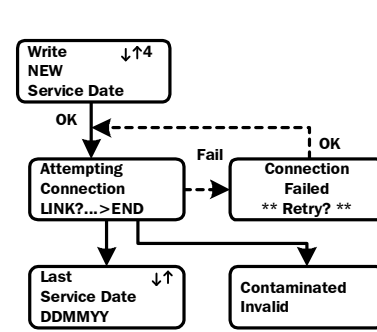 Write ↓↑4
NEW
Service Date
OK
OK
Fail
Attempting
Connection
LINK?...>END
Connection
Failed
** Retry? **
Last ↓↑
Service Date
DDMMYY
Contaminated
Invalid